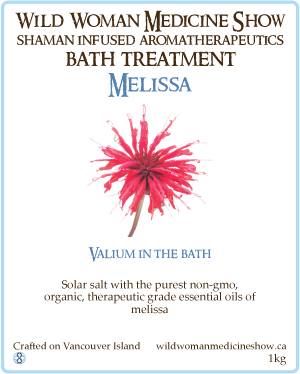 Wild Woman Medicine Show
SHAMAN INFUSED AROMATHERAPEUTICS
BATH TREATMENT
Melissa
Valium in the bath
Solar salt with the purest non-gmo,
organic, therapeutic grade essential oils of
melissa
Crafted on Vancouver Island wildwomanmedicineshow.ca
1kg